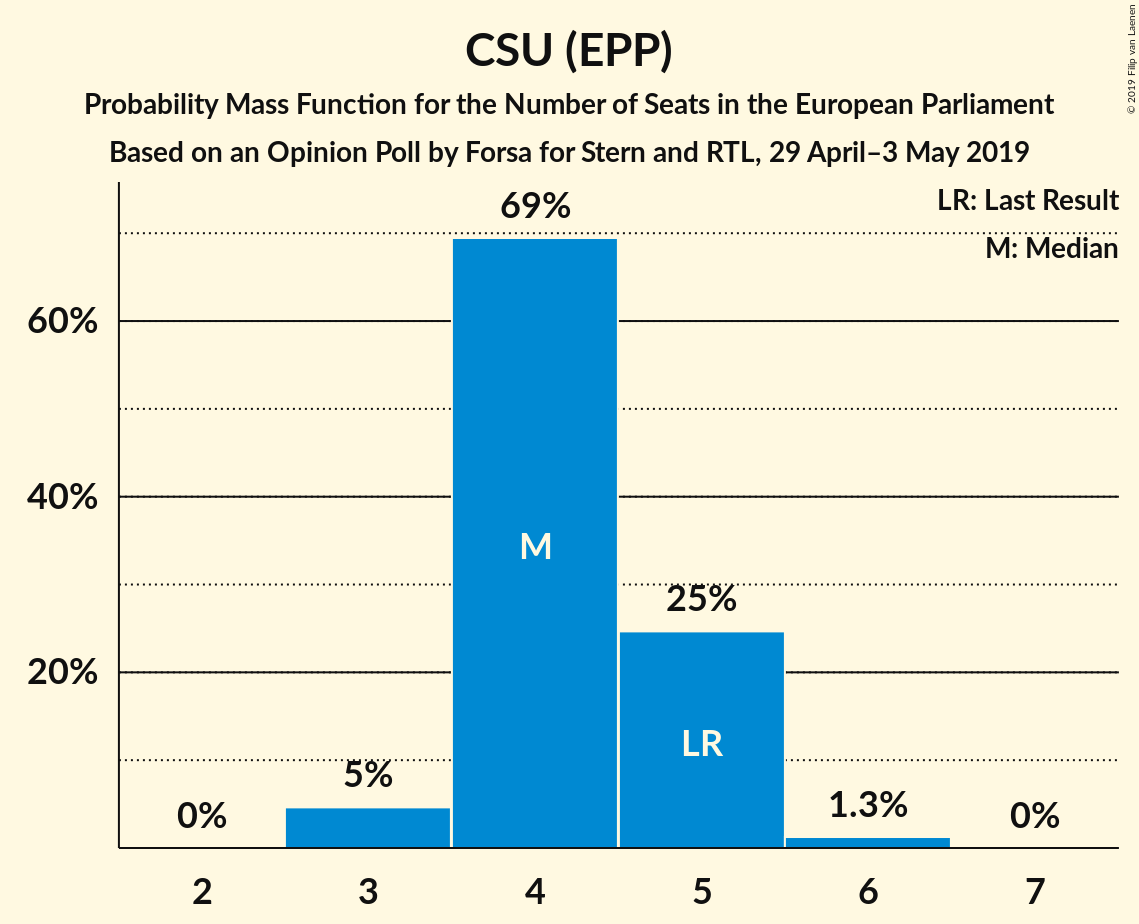 CSU (EPP)
Probability Mass Function for the Number of Seats in the European Parliament
Based on an Opinion Poll by Forsa for Stern and RTL, 29 April–3 May 2019
© 2019 Filip van Laenen
LR: Last Result
M: Median
60%
40%
20%
0%
5%
69%
M
25%
LR
1.3%
0%
2
3
4
5
6
7